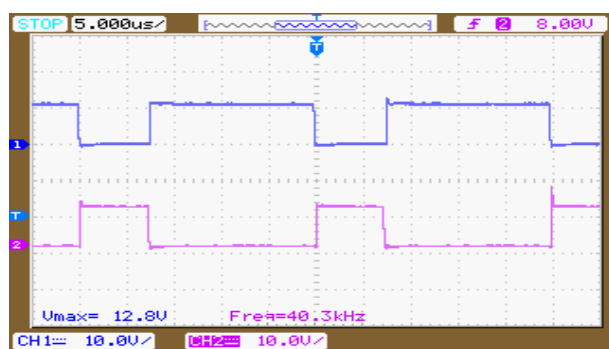 STOP 5.000us/ T 2 8.00V
T
1
T
2
Vmax= 12.8V Freq=40.3kHz
CH1 10.0V/ CH2 10.0V/